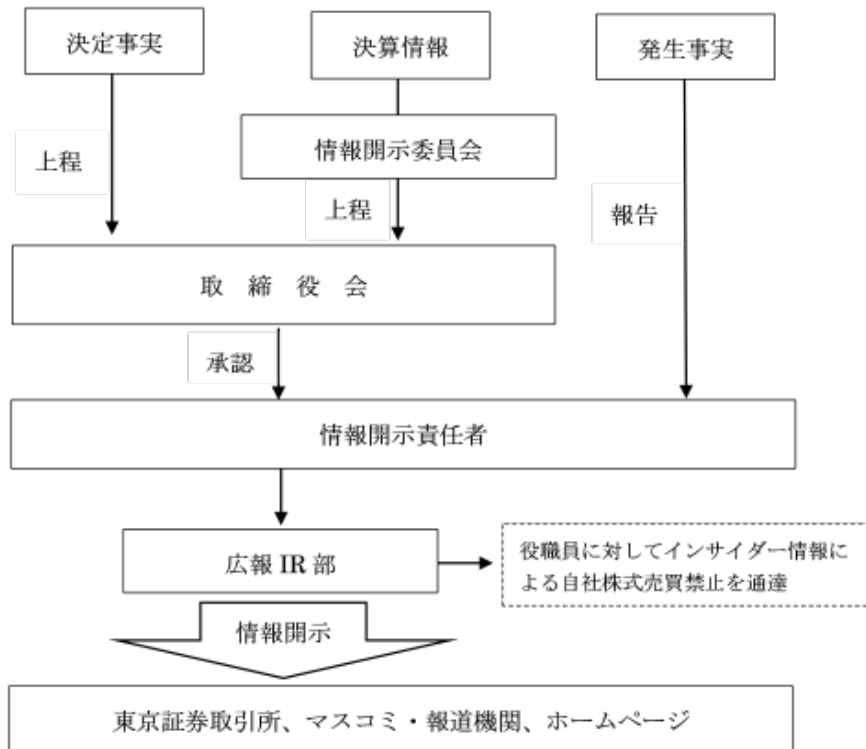 決定事実
決算情報
発生事実
情報開示委員会
上程
上程
報告
取 締 役 会
承認
情報開示責任者
広報 IR 部
役職員に対してインサイダー情報に
よる自社株式売買禁止を通達
情報開示
東京証券取引所、マスコミ・報道機関、ホームページ